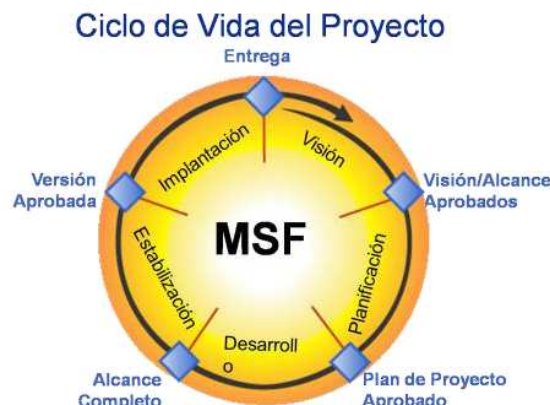 Ciclo de Vida del Proyecto
Entrega
Implantación
Visión
Versión
Aprobada
Visión/Alcance
Aprobados
MSF
Estabilización
Planificación
Desarroll
o
Alcance
Completo
Plan de Proyecto
Aprobado